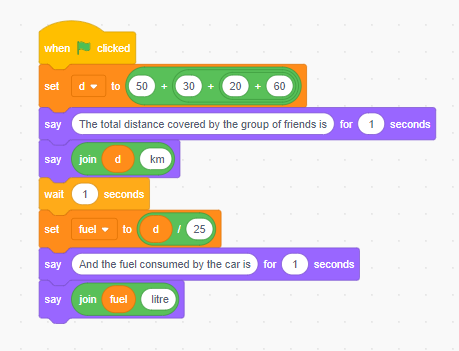 when clicked
set d to 50 + 30 + 20 + 60
say The total distance covered by the group of friends is for 1 seconds
say join d km
wait 1 seconds
set fuel to d / 25
say And the fuel consumed by the car is for 1 seconds
say join fuel litre